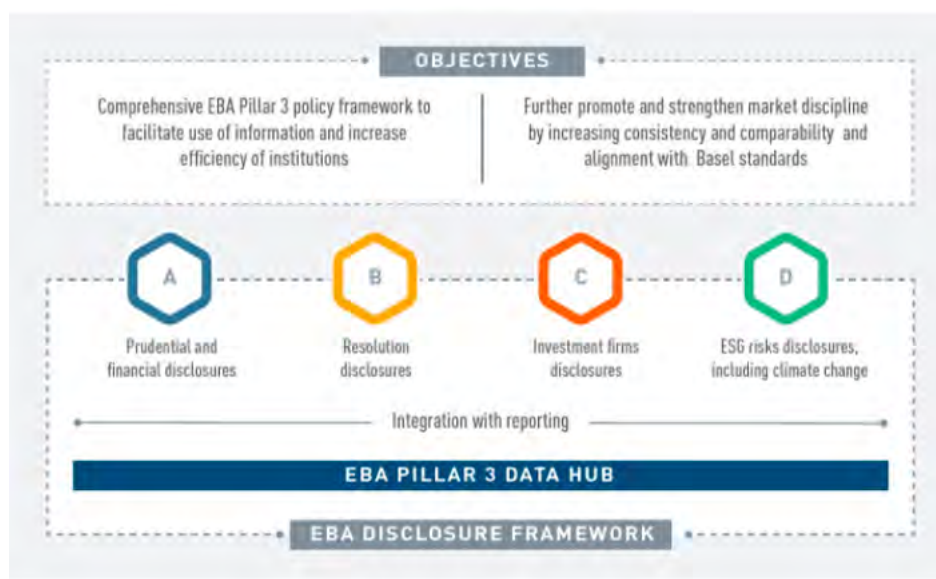 OBJECTIVES
Comprehensive EBA Pillar 3 policy framework to
facilitate use of information and increase
efficiency of institutions
Further promote and strengthen market discipline
by increasing consistency and comparability and
alignment with Basel standards
A
B
C
D
Prudential and
financial disclosures
Resolution
disclosures
Investment firms
disclosures
ESG risks disclosures,
including climate change
Integration with reporting
EBA PILLAR 3 DATA HUB
EBA DISCLOSURE FRAMEWORK